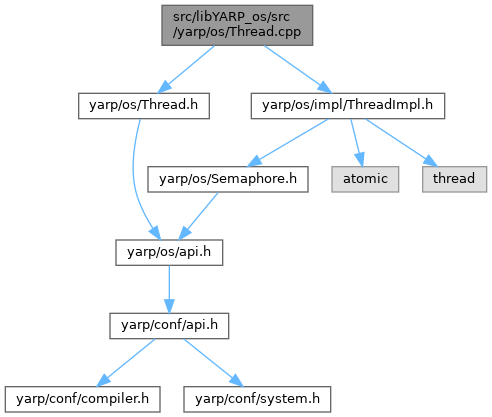 src/libYARP_os/src
/yarp/os/Thread.cpp
yarp/os/Thread.h
yarp/os/impl/ThreadImpl.h
yarp/os/Semaphore.h
atomic
thread
yarp/os/api.h
yarp/conf/api.h
yarp/conf/compiler.h
yarp/conf/system.h